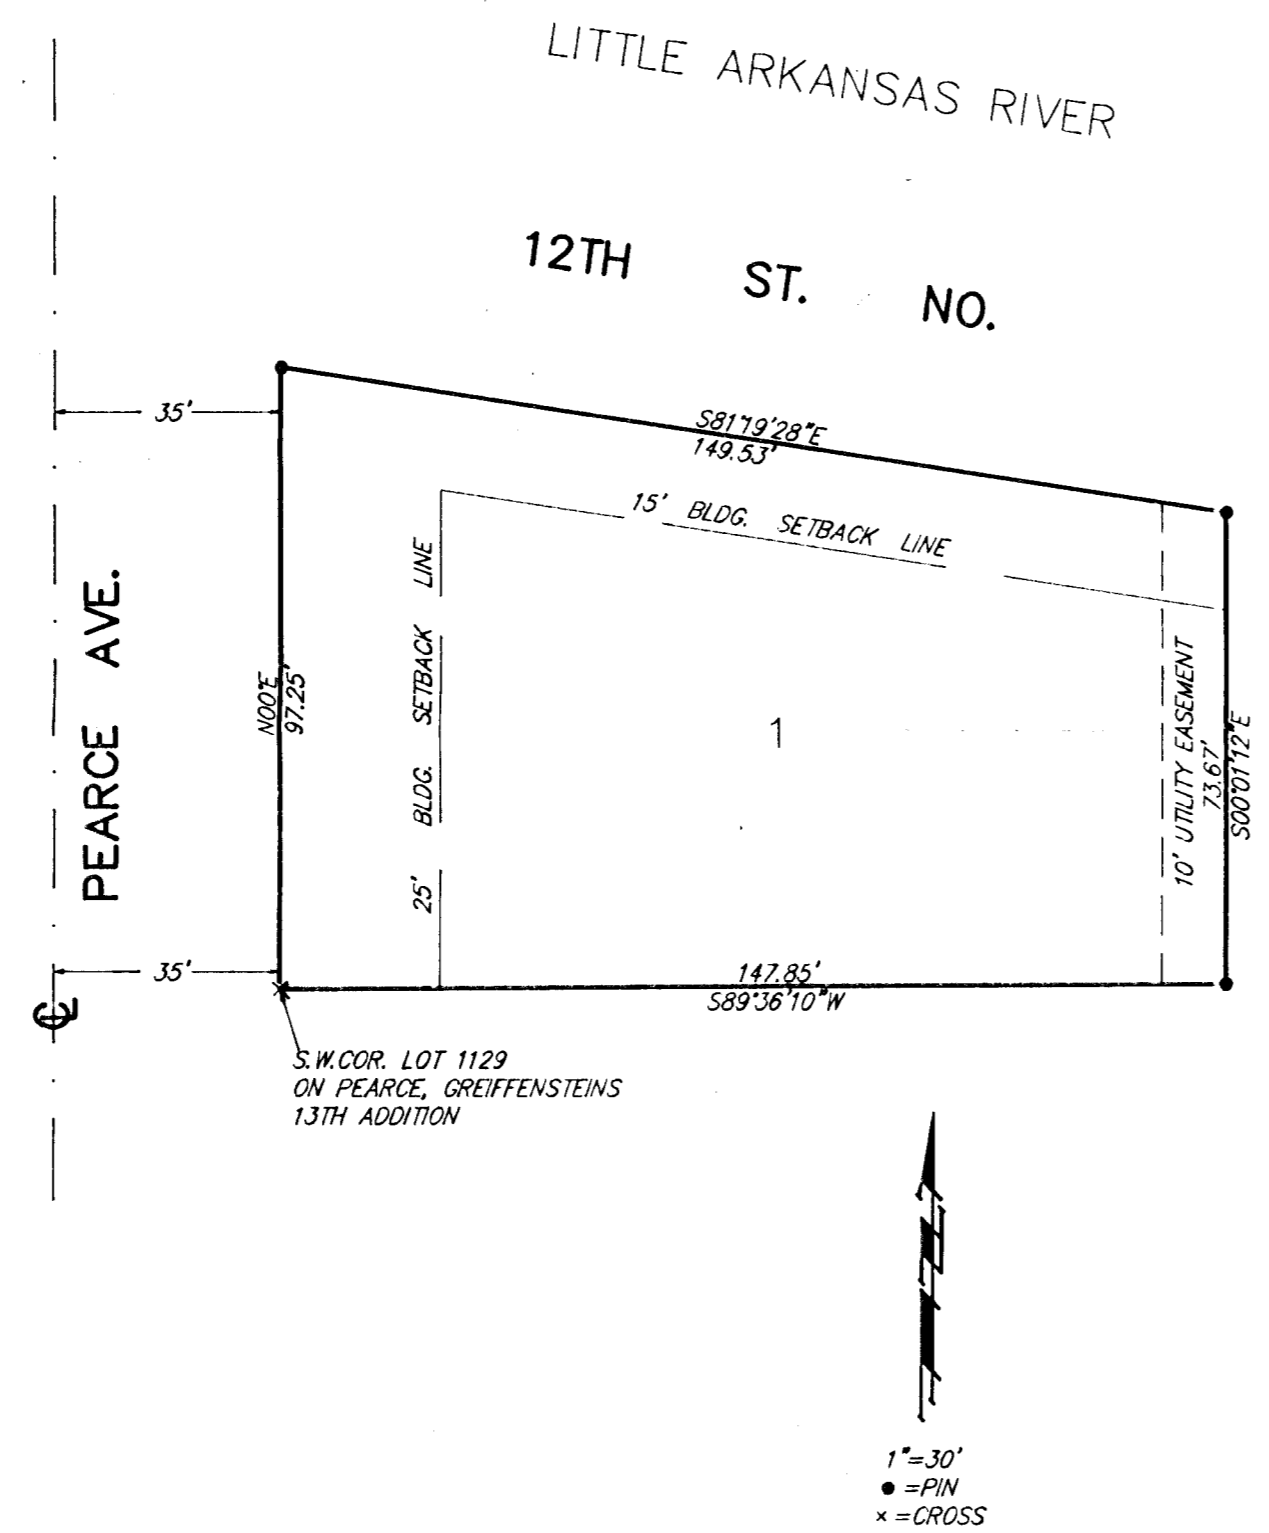 LITTLE ARKANSAS RIVER
12TH ST. NO.
35'
S81°19'28"E
149.53'
15' BLDG. SETBACK LINE
PEARCE AVE.
N00°E
97.25'
25' BLDG. SETBACK LINE
1
10' UTILITY EASEMENT
73.67'
S00°01'12"E
35'
147.85'
S89°36'10"W
℄
S.W.COR. LOT 1129
ON PEARCE, GREIFFENSTEINS
13TH ADDITION
1"=30'
● =PIN
× =CROSS